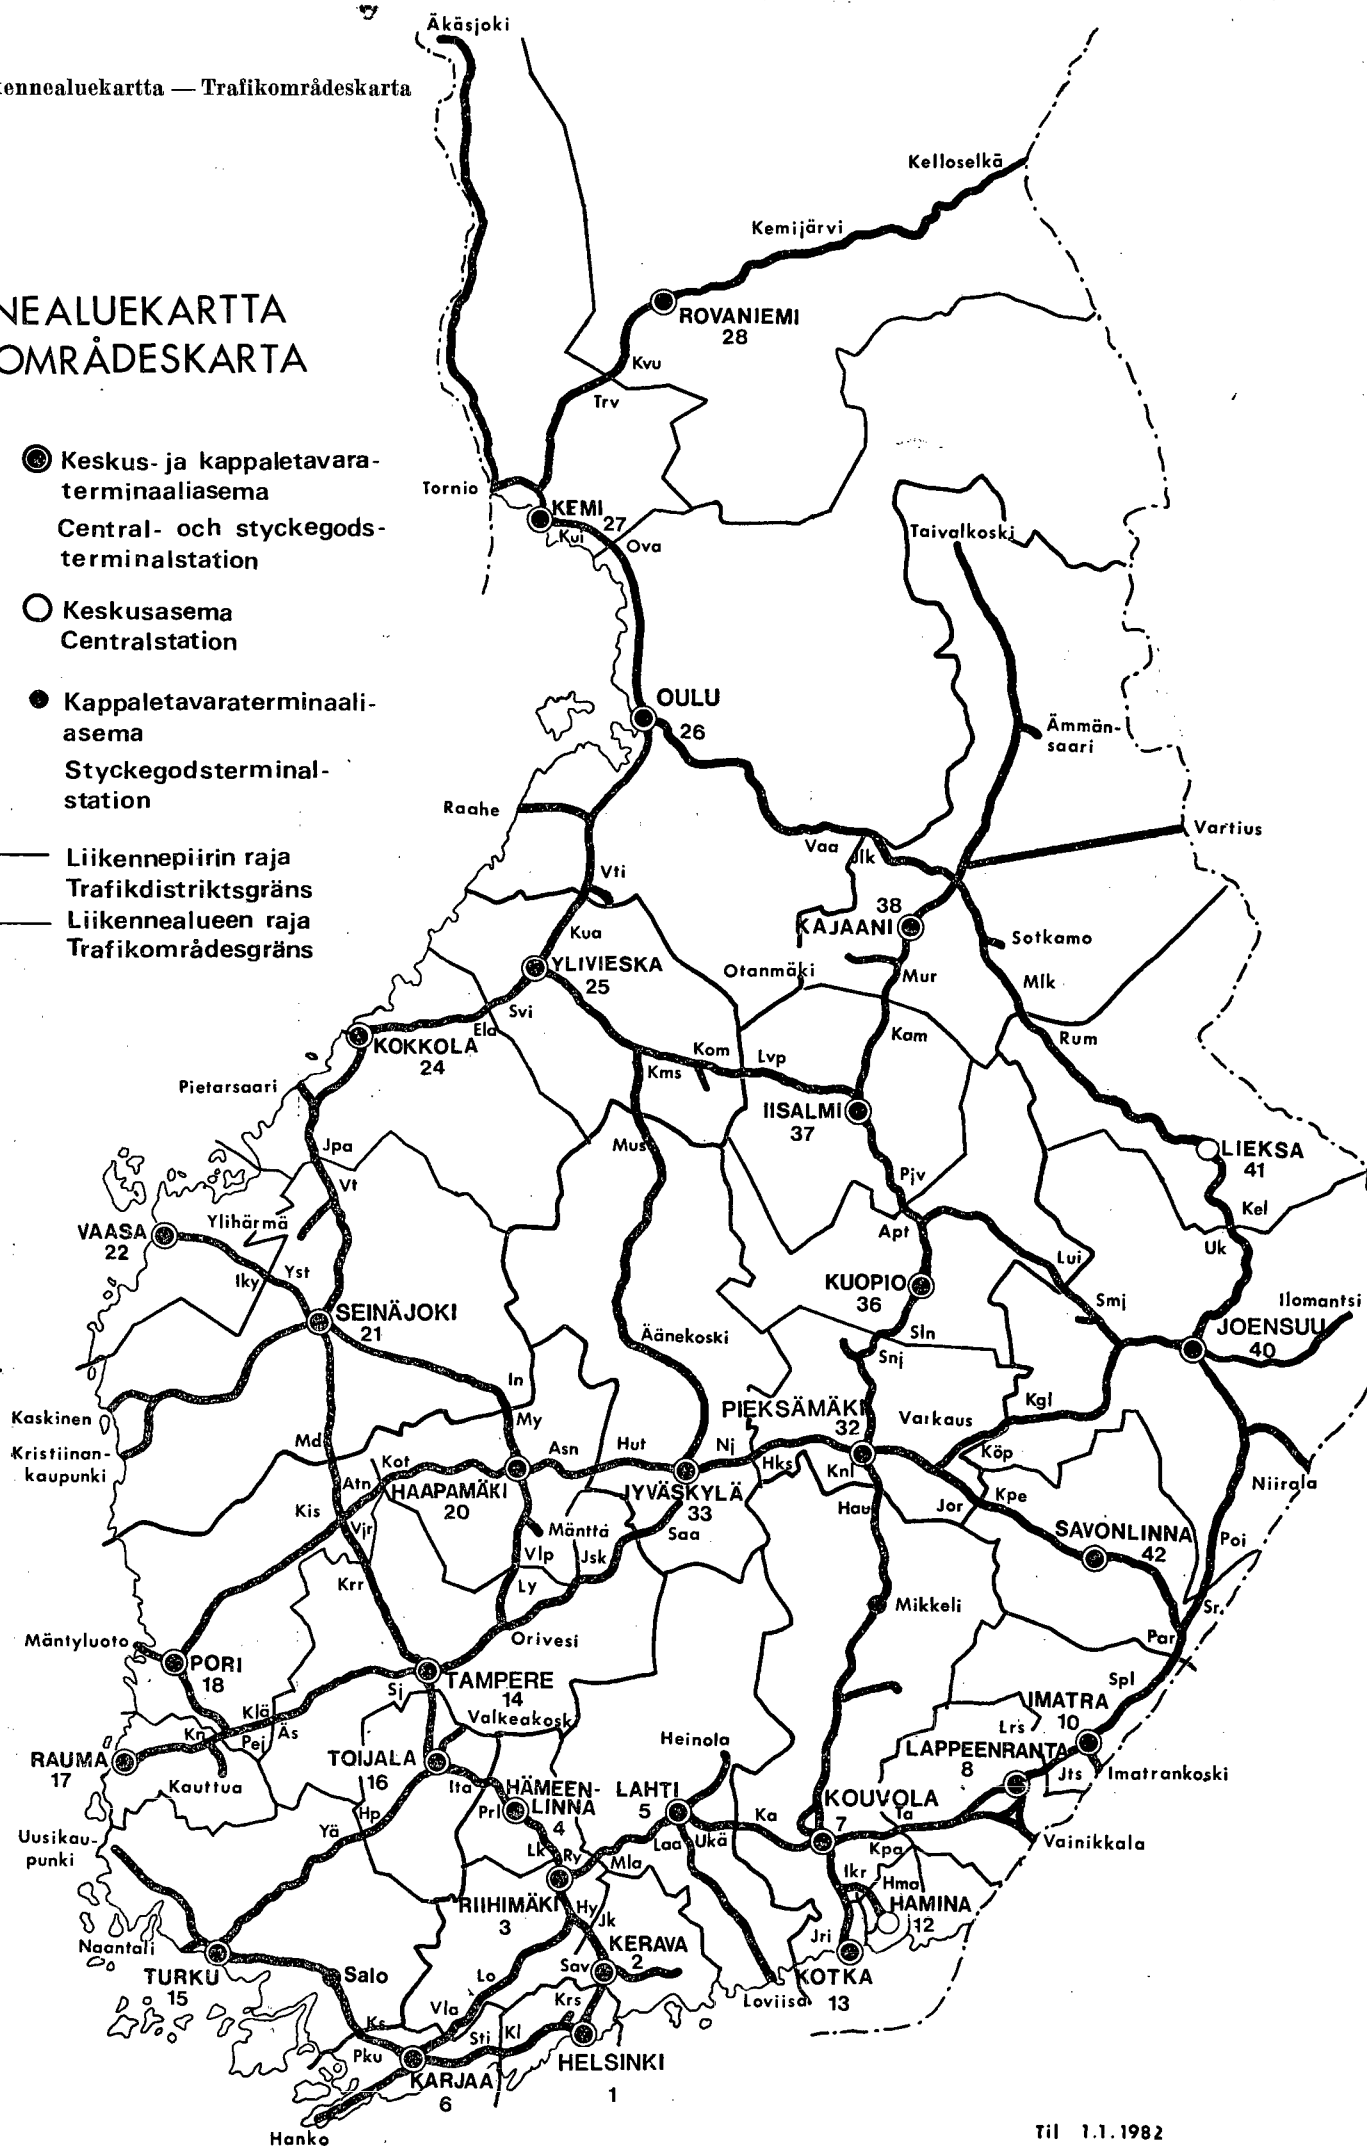 Äkäsjoki
ennealuekartta — Trafikområdeskarta
Kelloselkä
Kemijärvi
NEALUEKARTTA
OMRÅDESKARTA
ROVANIEMI
28
Kvu
Trv
Keskus- ja kappaletavara-
terminaaliasema
Central- och styckegods-
terminalstation
Keskusasema
Centralstation
Kappaletavaraterminaali-
asema
Styckegodsterminal-
station
Liikennepiirin raja
Trafikdistriktsgräns
Liikennealueen raja
Trafikområdesgräns
Tornio
KEMI
27
Kui
Ova
Taivalkoski
OULU
26
Ämmän-
saari
Raahe
Vartius
Vaa
Jlk
Vti
38
KAJAANI
Kua
Sotkamo
YLIVIESKA
25
Otanmäki
Mur
Mlk
Svi
Ela
KOKKOLA
24
Kam
Rum
Kom
Kms
Lvp
Pietarsaari
IISALMI
37
Jpa
Mus
LIEKSA
41
Vt
Pjv
Ylihärmä
VAASA
22
Apt
Kel
Uk
Iky
Yst
Lui
KUOPIO
36
Smj
Ilomantsi
SEINÄJOKI
21
Äänekoski
Sln
Snj
JOENSUU
40
In
My
Kaskinen
Kristiinan-
kaupunki
PIEKSÄMÄKI
32
Varkaus
Kgl
Md
Asn
Hut
Nj
Hks
Knl
Köp
Kot
Atn
HAAPAMÄKI
20
JYVÄSKYLÄ
33
Niirala
Kis
Vjr
Hau
Jor
Kpe
Mänttä
Saa
SAVONLINNA
42
Poi
Vlp
Jsk
Krr
Ly
Mikkeli
Sr.
Mäntyluoto
Orivesi
Par
PORI
18
TAMPERE
14
Sj
Spl
IMATRA
10
Klä
Äs
Kn
Pej
Valkeakosk
Heinola
Lrs
RAUMA
17
TOIJALA
16
LAPPEENRANTA
8
Jts
Imatrankoski
Kauttua
Ita
HÄMEEN-
LINNA
4
Prl
LAHTI
5
KOUVOLA
7
Hp
Yä
Ka
Ta
Uusikau-
punki
Lk
Ry
Mla
Laa
Ukä
Kpa
Vainikkala
Ikr
Hma
RIIHIMÄKI
3
Hy
Jk
HAMINA
12
Naantali
KERAVA
2
Jri
TURKU
15
Salo
Lo
Sav
KOTKA
13
Loviisa
Vla
Krs
Ks
Sti
Kl
Pku
KARJAA
6
HELSINKI
1
Hanko
Til 1.1.1982